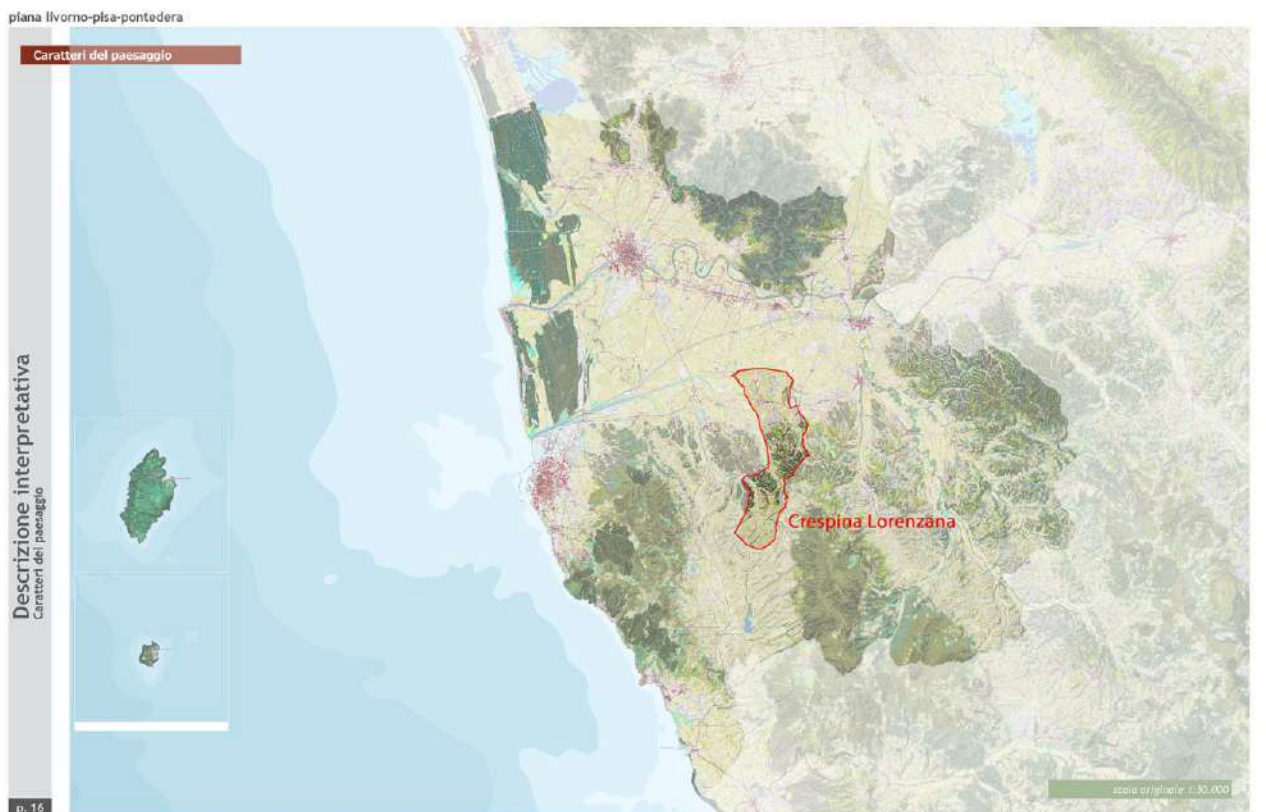 piana livorno-pisa-pontedera
Caratteri del paesaggio
Descrizione interpretativa
Caratteri del paesaggio
Crespina Lorenzana
scala originale 1:50.000
p. 16